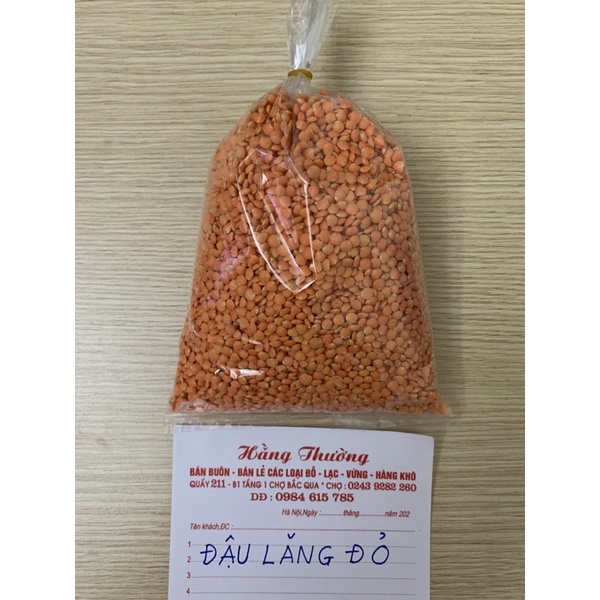 Hằng Thường
BÁN BUÔN - BÁN LẺ CÁC LOẠI ĐỖ - LẠC - VỪNG - HÀNG KHÔ
QUẦY 211 - B1 TẦNG 1 CHỢ BẮC QUA * CHỢ : 0243 9282 260
DĐ : 0984 615 785
Hà Nội,Ngày :..........tháng..........năm 202
Tên khách,ĐC :
1
2 ĐẬU LĂNG ĐỎ
3
4